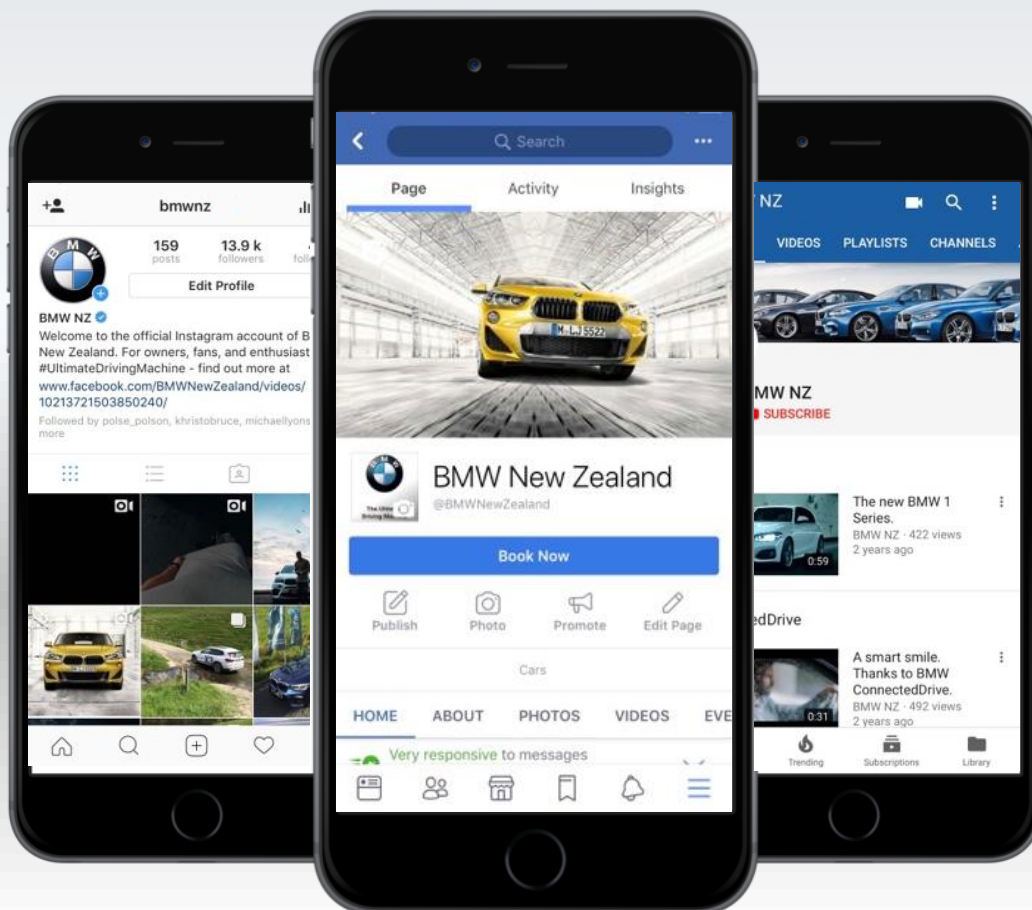 bmwnz
159
13.9 k
posts
followers
Edit Profile
BMW NZ
Welcome to the official Instagram account of B
New Zealand. For owners, fans, and enthusiast
#UltimateDrivingMachine - find out more at
www.facebook.com/BMWNewZealand/videos/
10213721503850240/
Followed by polse_polson, khristobruce, michaellyons
more
Search
Page
Activity
Insights
M·LJ5522
BMW New Zealand
@BMWNewZealand
Book Now
Publish
Photo
Promote
Edit Page
Cars
HOME
ABOUT
PHOTOS
VIDEOS
EVE
Very responsive to messages
NZ
VIDEOS
PLAYLISTS
CHANNELS
MW NZ
SUBSCRIBE
The new BMW 1
Series.
BMW NZ · 422 views
2 years ago
0:59
edDrive
A smart smile.
Thanks to BMW
ConnectedDrive.
BMW NZ · 492 views
2 years ago
0:31
Trending
Subscriptions
Library